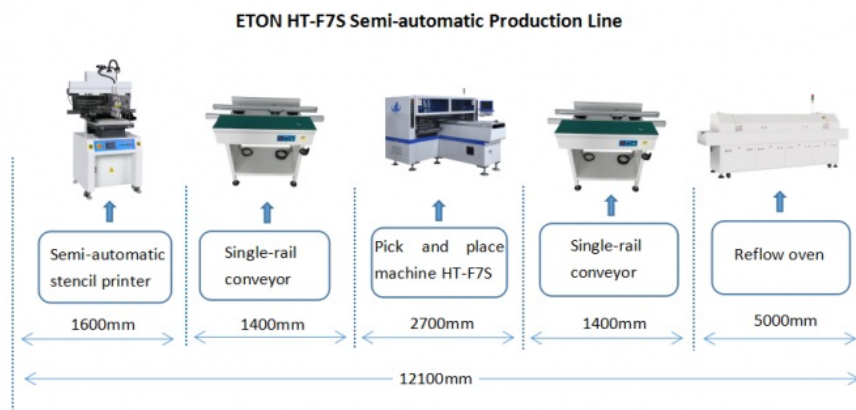 ETON HT-F7S Semi-automatic Production Line
Semi-automatic
stencil printer
Single-rail
conveyor
Pick and place
machine HT-F7S
Single-rail
conveyor
Reflow oven
1600mm
1400mm
2700mm
1400mm
5000mm
12100mm